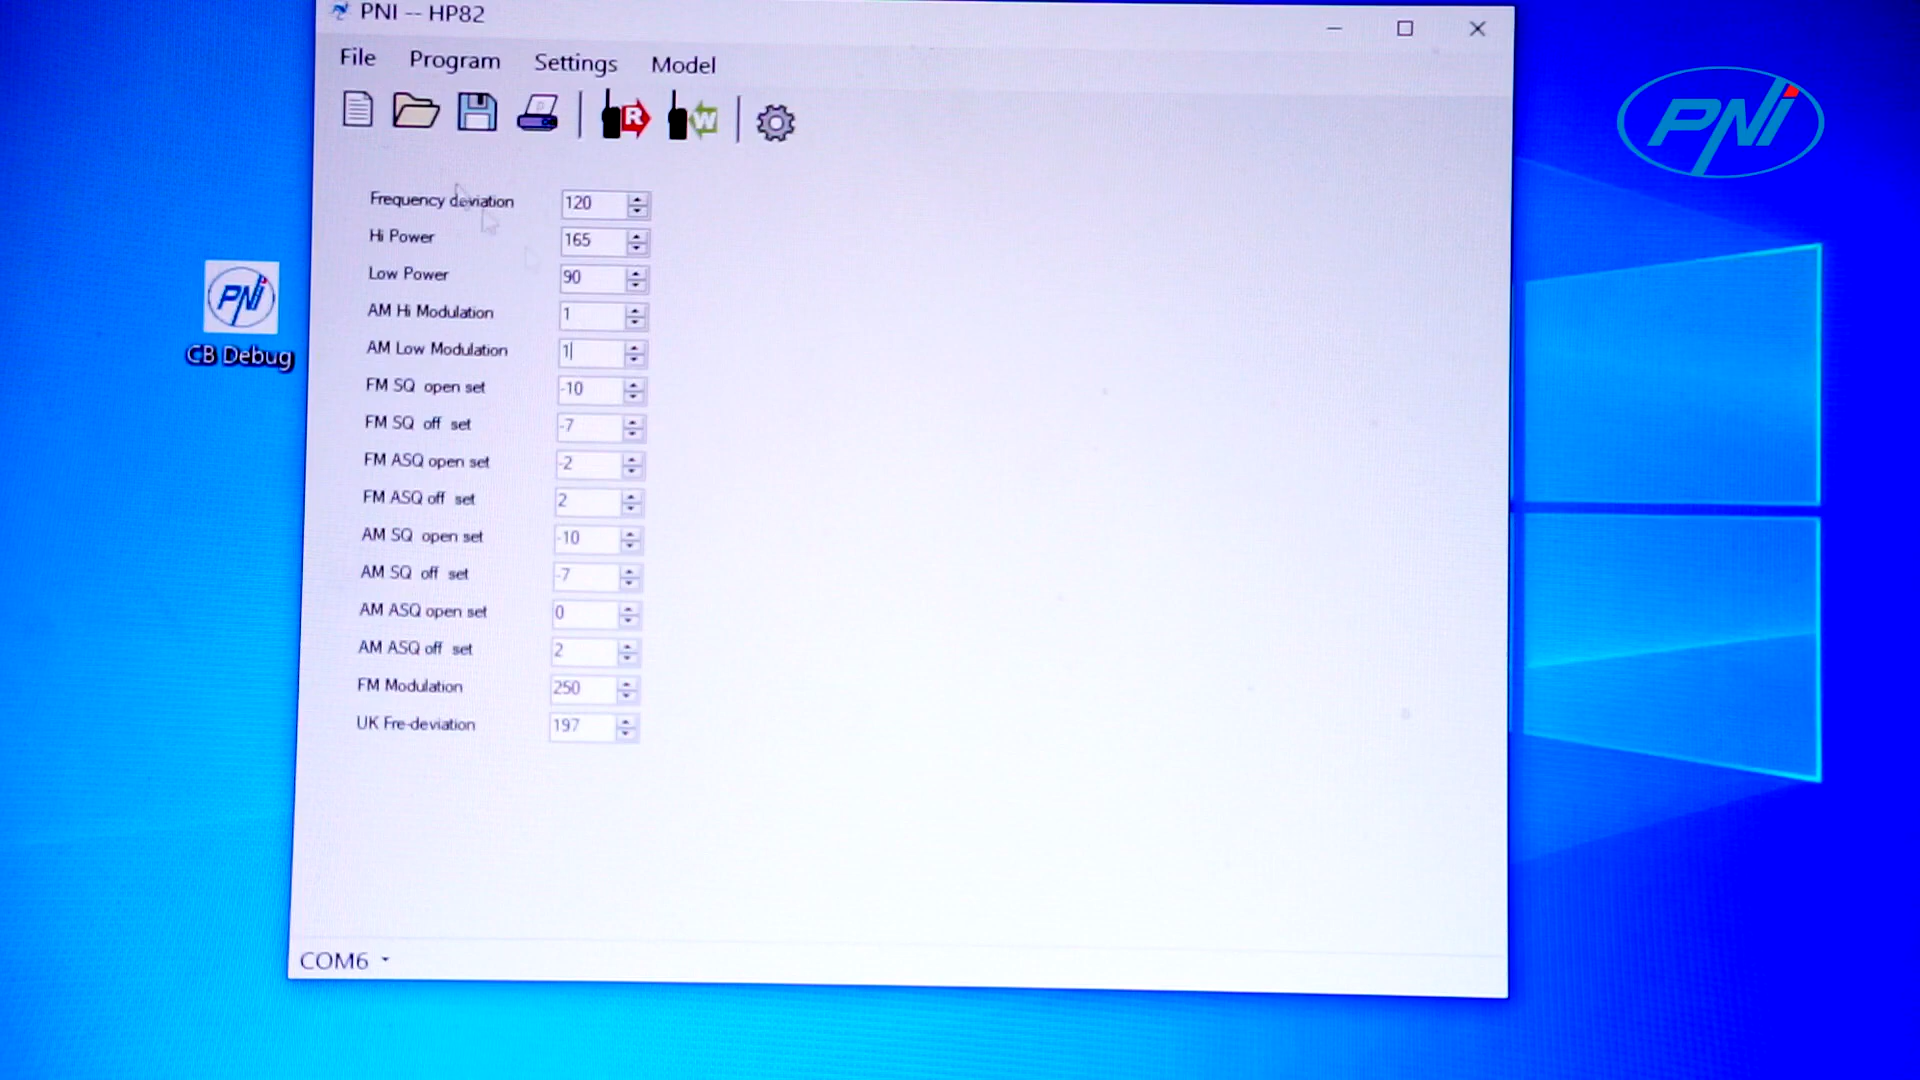 PNI -- HP82
File Program Settings Model
R W
PNI
Frequency deviation 120
Hi Power 165
Low Power 90
AM Hi Modulation 1
AM Low Modulation 1
FM SQ open set -10
FM SQ off set -7
FM ASQ open set -2
FM ASQ off set 2
AM SQ open set -10
AM SQ off set -7
AM ASQ open set 0
AM ASQ off set 2
FM Modulation 250
UK Fre-deviation 197
PNI
CB Debug
COM6